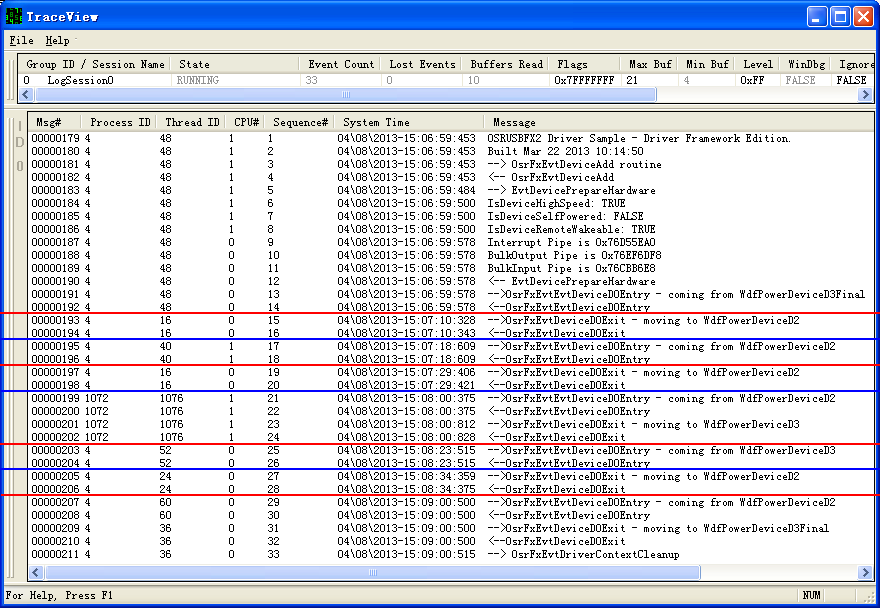 TraceView
File Help
Group ID / Session Name State Event Count Lost Events Buffers Read Flags Max Buf Min Buf Level WinDbg Ignore
0 LogSession0 RUNNING 33 0 10 0x7FFFFFFF 21 4 0xFF FALSE FALSE
I
D
0
Msg# Process ID Thread ID CPU# Sequence# System Time Message
00000179 4 48 1 1 04\08\2013-15:06:59:453 OSRUSBFX2 Driver Sample - Driver Framework Edition.
00000180 4 48 1 2 04\08\2013-15:06:59:453 Built Mar 22 2013 10:14:50
00000181 4 48 1 3 04\08\2013-15:06:59:453 --> OsrFxEvtDeviceAdd routine
00000182 4 48 1 4 04\08\2013-15:06:59:453 <-- OsrFxEvtDeviceAdd
00000183 4 48 1 5 04\08\2013-15:06:59:484 --> EvtDevicePrepareHardware
00000184 4 48 1 6 04\08\2013-15:06:59:500 IsDeviceHighSpeed: TRUE
00000185 4 48 1 7 04\08\2013-15:06:59:500 IsDeviceSelfPowered: FALSE
00000186 4 48 1 8 04\08\2013-15:06:59:500 IsDeviceRemoteWakeable: TRUE
00000187 4 48 0 9 04\08\2013-15:06:59:578 Interrupt Pipe is 0x76D55EA0
00000188 4 48 0 10 04\08\2013-15:06:59:578 BulkOutput Pipe is 0x76EF6DF8
00000189 4 48 0 11 04\08\2013-15:06:59:578 BulkInput Pipe is 0x76CBB6E8
00000190 4 48 0 12 04\08\2013-15:06:59:578 <-- EvtDevicePrepareHardware
00000191 4 48 0 13 04\08\2013-15:06:59:578 -->OsrFxEvtEvtDeviceD0Entry - coming from WdfPowerDeviceD3Final
00000192 4 48 0 14 04\08\2013-15:06:59:578 <--OsrFxEvtEvtDeviceD0Entry
00000193 4 16 0 15 04\08\2013-15:07:10:328 -->OsrFxEvtDeviceD0Exit - moving to WdfPowerDeviceD2
00000194 4 16 0 16 04\08\2013-15:07:10:343 <--OsrFxEvtDeviceD0Exit
00000195 4 40 1 17 04\08\2013-15:07:18:609 -->OsrFxEvtEvtDeviceD0Entry - coming from WdfPowerDeviceD2
00000196 4 40 1 18 04\08\2013-15:07:18:609 <--OsrFxEvtEvtDeviceD0Entry
00000197 4 16 0 19 04\08\2013-15:07:29:406 -->OsrFxEvtDeviceD0Exit - moving to WdfPowerDeviceD2
00000198 4 16 0 20 04\08\2013-15:07:29:421 <--OsrFxEvtDeviceD0Exit
00000199 1072 1076 1 21 04\08\2013-15:08:00:375 -->OsrFxEvtEvtDeviceD0Entry - coming from WdfPowerDeviceD2
00000200 1072 1076 1 22 04\08\2013-15:08:00:375 <--OsrFxEvtEvtDeviceD0Entry
00000201 1072 1076 1 23 04\08\2013-15:08:00:812 -->OsrFxEvtDeviceD0Exit - moving to WdfPowerDeviceD3
00000202 1072 1076 1 24 04\08\2013-15:08:00:828 <--OsrFxEvtDeviceD0Exit
00000203 4 52 0 25 04\08\2013-15:08:23:515 -->OsrFxEvtEvtDeviceD0Entry - coming from WdfPowerDeviceD3
00000204 4 52 0 26 04\08\2013-15:08:23:515 <--OsrFxEvtEvtDeviceD0Entry
00000205 4 24 0 27 04\08\2013-15:08:34:359 -->OsrFxEvtDeviceD0Exit - moving to WdfPowerDeviceD2
00000206 4 24 0 28 04\08\2013-15:08:34:375 <--OsrFxEvtDeviceD0Exit
00000207 4 60 0 29 04\08\2013-15:09:00:500 -->OsrFxEvtEvtDeviceD0Entry - coming from WdfPowerDeviceD2
00000208 4 60 0 30 04\08\2013-15:09:00:500 <--OsrFxEvtEvtDeviceD0Entry
00000209 4 36 0 31 04\08\2013-15:09:00:500 -->OsrFxEvtDeviceD0Exit - moving to WdfPowerDeviceD3Final
00000210 4 36 0 32 04\08\2013-15:09:00:500 <--OsrFxEvtDeviceD0Exit
00000211 4 36 0 33 04\08\2013-15:09:00:515 --> OsrFxEvtDriverContextCleanup
For Help, Press F1 NUM